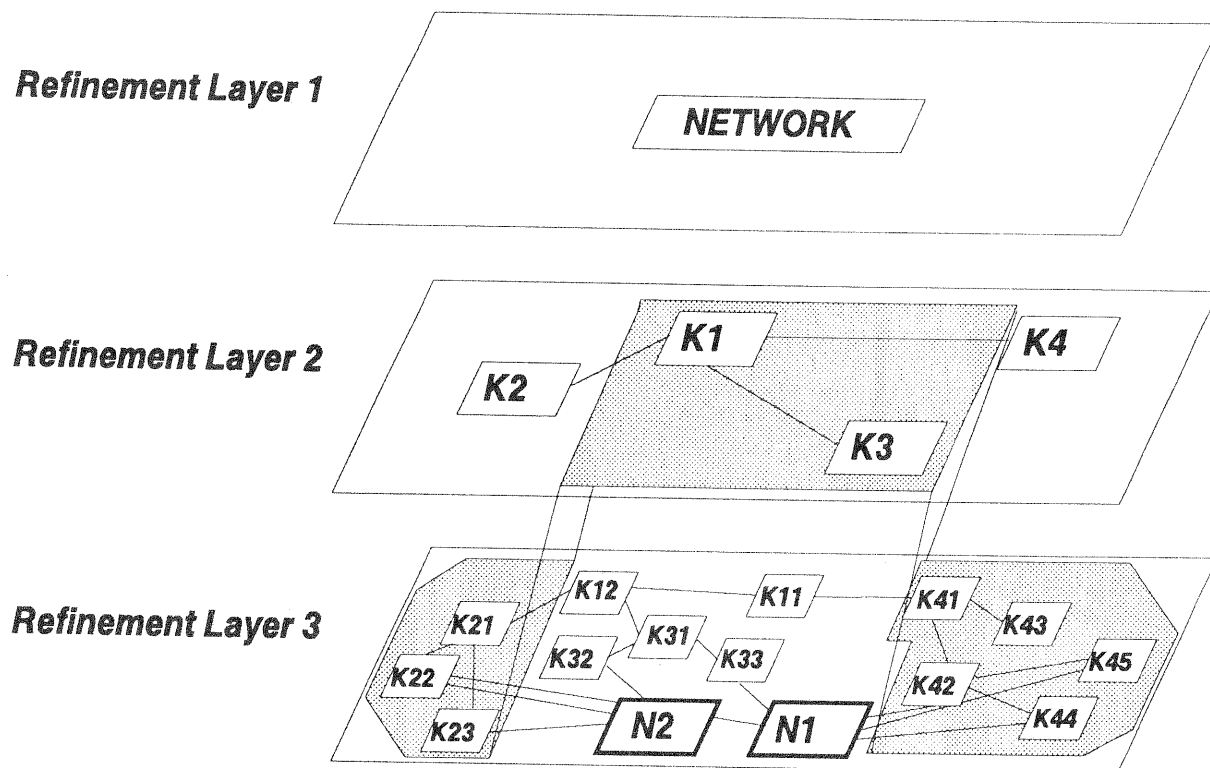 Refinement Layer 1
NETWORK
Refinement Layer 2
K1
K4
K2
K3
Refinement Layer 3
K12
K11
K41
K21
K31
K43
K32
K33
K22
K42
K45
K23
N2
N1
K44